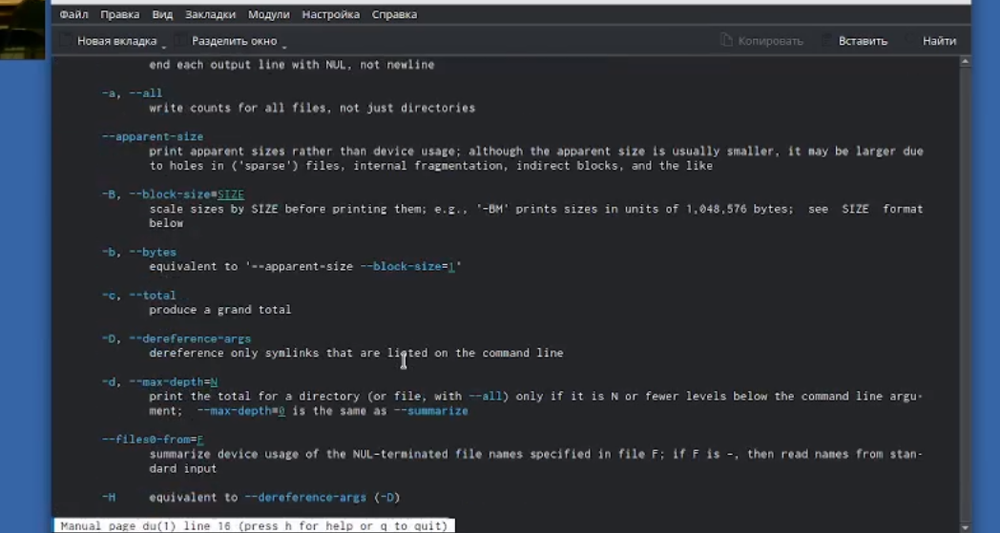 Файл Правка Вид Закладки Модули Настройка Справка
Новая вкладка Разделить окно Копировать Вставить Найти
end each output line with NUL, not newline
-a, --all
write counts for all files, not just directories
--apparent-size
print apparent sizes rather than device usage; although the apparent size is usually smaller, it may be larger due
to holes in ('sparse') files, internal fragmentation, indirect blocks, and the like
-B, --block-size=SIZE
scale sizes by SIZE before printing them; e.g., '-BM' prints sizes in units of 1,048,576 bytes; see SIZE format
below
-b, --bytes
equivalent to '--apparent-size --block-size=1'
-c, --total
produce a grand total
-D, --dereference-args
dereference only symlinks that are listed on the command line
-d, --max-depth=N
print the total for a directory (or file, with --all) only if it is N or fewer levels below the command line argu-
ment; --max-depth=0 is the same as --summarize
--files0-from=F
summarize device usage of the NUL-terminated file names specified in file F; if F is -, then read names from stan-
dard input
-H equivalent to --dereference-args (-D)
Manual page du(1) line 16 (press h for help or q to quit)